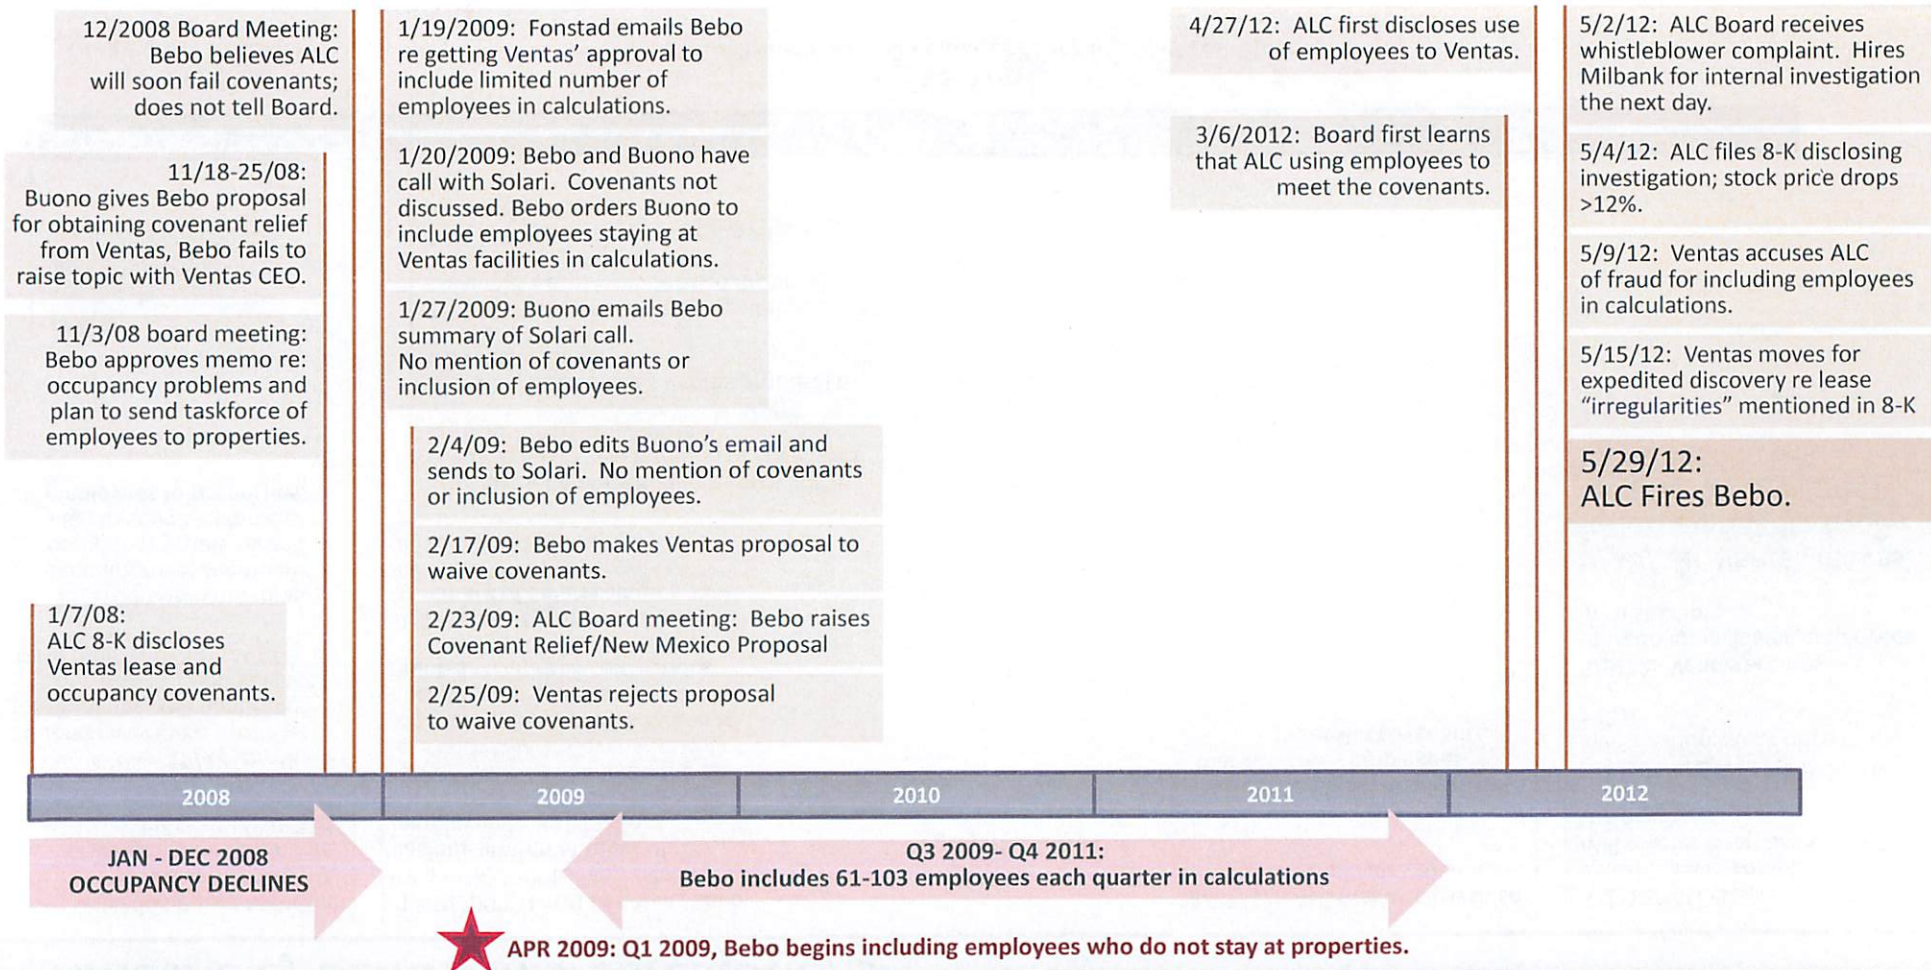 12/2008 Board Meeting:
Bebo believes ALC
will soon fail covenants;
does not tell Board.
11/18-25/08:
Buono gives Bebo proposal
for obtaining covenant relief
from Ventas, Bebo fails to
raise topic with Ventas CEO.
11/3/08 board meeting:
Bebo approves memo re:
occupancy problems and
plan to send taskforce of
employees to properties.
1/7/08:
ALC 8-K discloses
Ventas lease and
occupancy covenants.
1/19/2009: Fonstad emails Bebo
re getting Ventas’ approval to
include limited number of
employees in calculations.
1/20/2009: Bebo and Buono have
call with Solari. Covenants not
discussed. Bebo orders Buono to
include employees staying at
Ventas facilities in calculations.
1/27/2009: Buono emails Bebo
summary of Solari call.
No mention of covenants or
inclusion of employees.
2/4/09: Bebo edits Buono’s email and
sends to Solari. No mention of covenants
or inclusion of employees.
2/17/09: Bebo makes Ventas proposal to
waive covenants.
2/23/09: ALC Board meeting: Bebo raises
Covenant Relief/New Mexico Proposal
2/25/09: Ventas rejects proposal
to waive covenants.
4/27/12: ALC first discloses use
of employees to Ventas.
3/6/2012: Board first learns
that ALC using employees to
meet the covenants.
5/2/12: ALC Board receives
whistleblower complaint. Hires
Milbank for internal investigation
the next day.
5/4/12: ALC files 8-K disclosing
investigation; stock price drops
>12%.
5/9/12: Ventas accuses ALC
of fraud for including employees
in calculations.
5/15/12: Ventas moves for
expedited discovery re lease
“irregularities” mentioned in 8-K
5/29/12:
ALC Fires Bebo.
2008
2009
2010
2011
2012
JAN - DEC 2008
OCCUPANCY DECLINES
Q3 2009- Q4 2011:
Bebo includes 61-103 employees each quarter in calculations
APR 2009: Q1 2009, Bebo begins including employees who do not stay at properties.